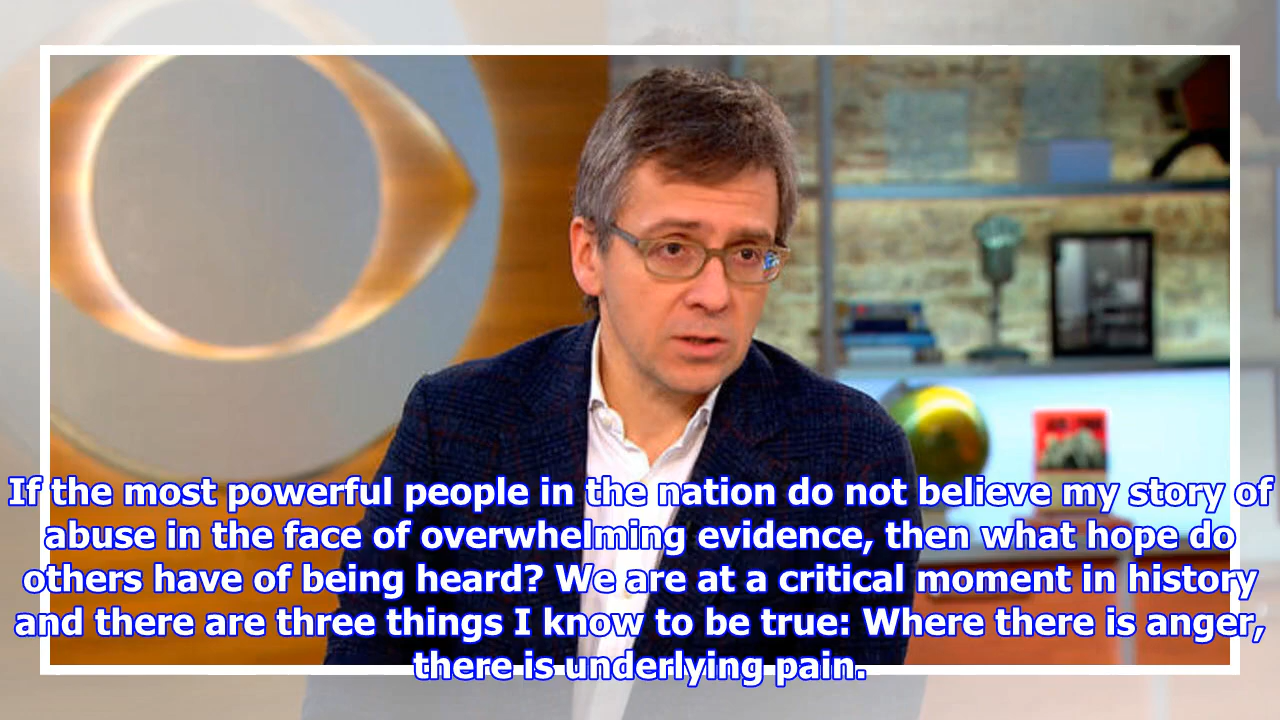 If the most powerful people in the nation do not believe my story of
abuse in the face of overwhelming evidence, then what hope do
others have of being heard? We are at a critical moment in history
and there are three things I know to be true: Where there is anger,
there is underlying pain.